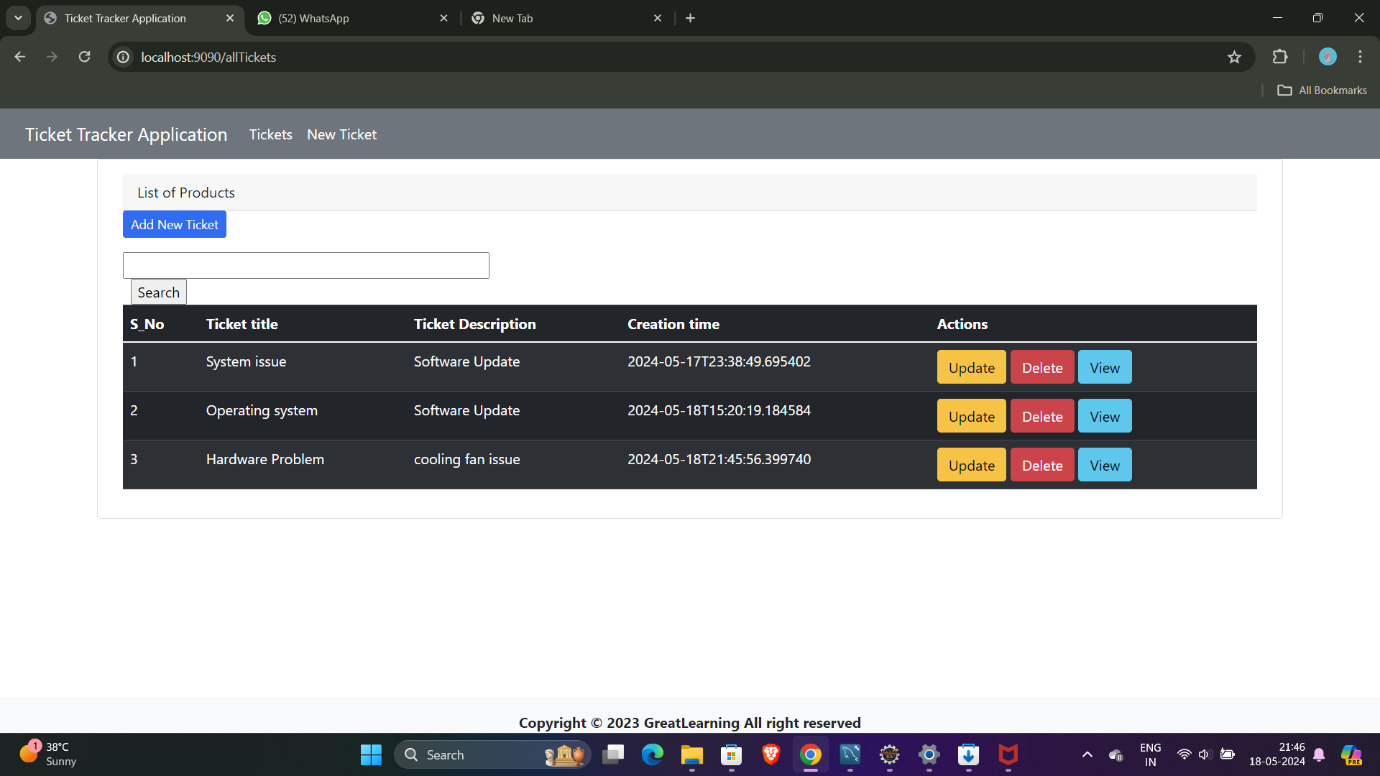 Ticket Tracker Application
(52) WhatsApp
New Tab
localhost:9090/allTickets
All Bookmarks
Ticket Tracker Application Tickets New Ticket
List of Products
Add New Ticket
Search
S_No Ticket title Ticket Description Creation time Actions
1 System issue Software Update 2024-05-17T23:38:49.695402 Update Delete View
2 Operating system Software Update 2024-05-18T15:20:19.184584 Update Delete View
3 Hardware Problem cooling fan issue 2024-05-18T21:45:56.399740 Update Delete View
Copyright © 2023 GreatLearning All right reserved
1 38°C
Sunny
Search
ENG
IN
21:46
18-05-2024
PRE